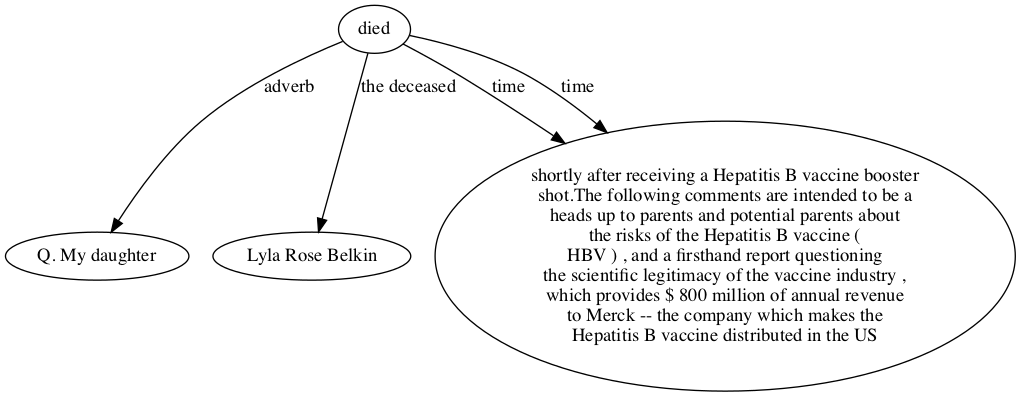 died
adverb
the deceased
time
time
Q. My daughter
Lyla Rose Belkin
shortly after receiving a Hepatitis B vaccine booster
shot.The following comments are intended to be a
heads up to parents and potential parents about
the risks of the Hepatitis B vaccine (
HBV ) , and a firsthand report questioning
the scientific legitimacy of the vaccine industry ,
which provides $ 800 million of annual revenue
to Merck -- the company which makes the
Hepatitis B vaccine distributed in the US